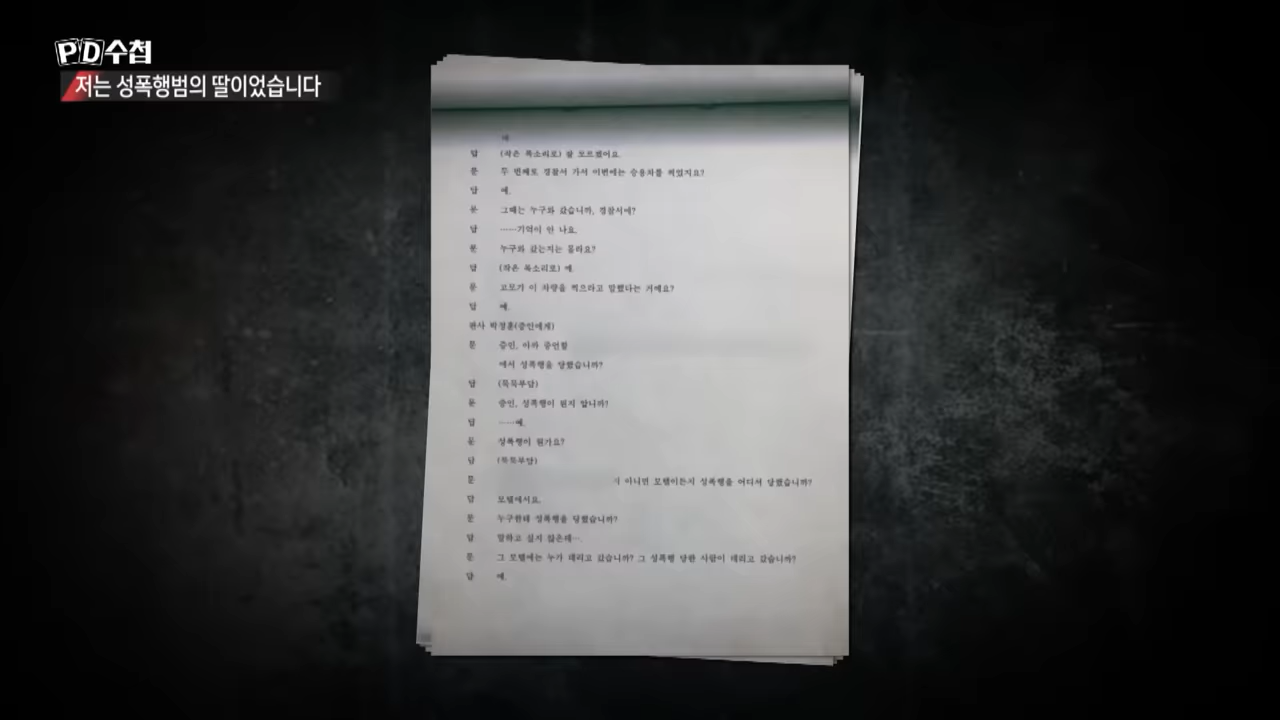 PD수첩
저는 성폭행범의 딸이었습니다
예
답 (작은 목소리로) 잘 모르겠어요.
문 두 번째로 경찰서 가서 이번에는 승용차를 찍었지요?
답 예.
문 그때는 누구와 갔습니까, 경찰서에?
답 ……기억이 안 나요.
문 누구와 갔는지는 몰라요?
답 (작은 목소리로) 예.
문 고모가 이 차량을 찍으라고 말했다는 거예요?
답 예.
판사 박정훈(증인에게)
문 증인, 아까 증언할
에서 성폭행을 당했습니까?
답 (묵묵부답)
문 증인, 성폭행이 뭔지 압니까?
답 ……예.
문 성폭행이 뭔가요?
답 (묵묵부답)
문 아니면 모텔이든지 성폭행을 어디서 당했습니까?
답 모텔에서요.
문 누구한테 성폭행을 당했습니까?
답 말하고 싶지 않은데….
문 그 모텔에는 누가 데리고 갔습니까? 그 성폭행 당한 사람이 데리고 갔습니까?
답 예.